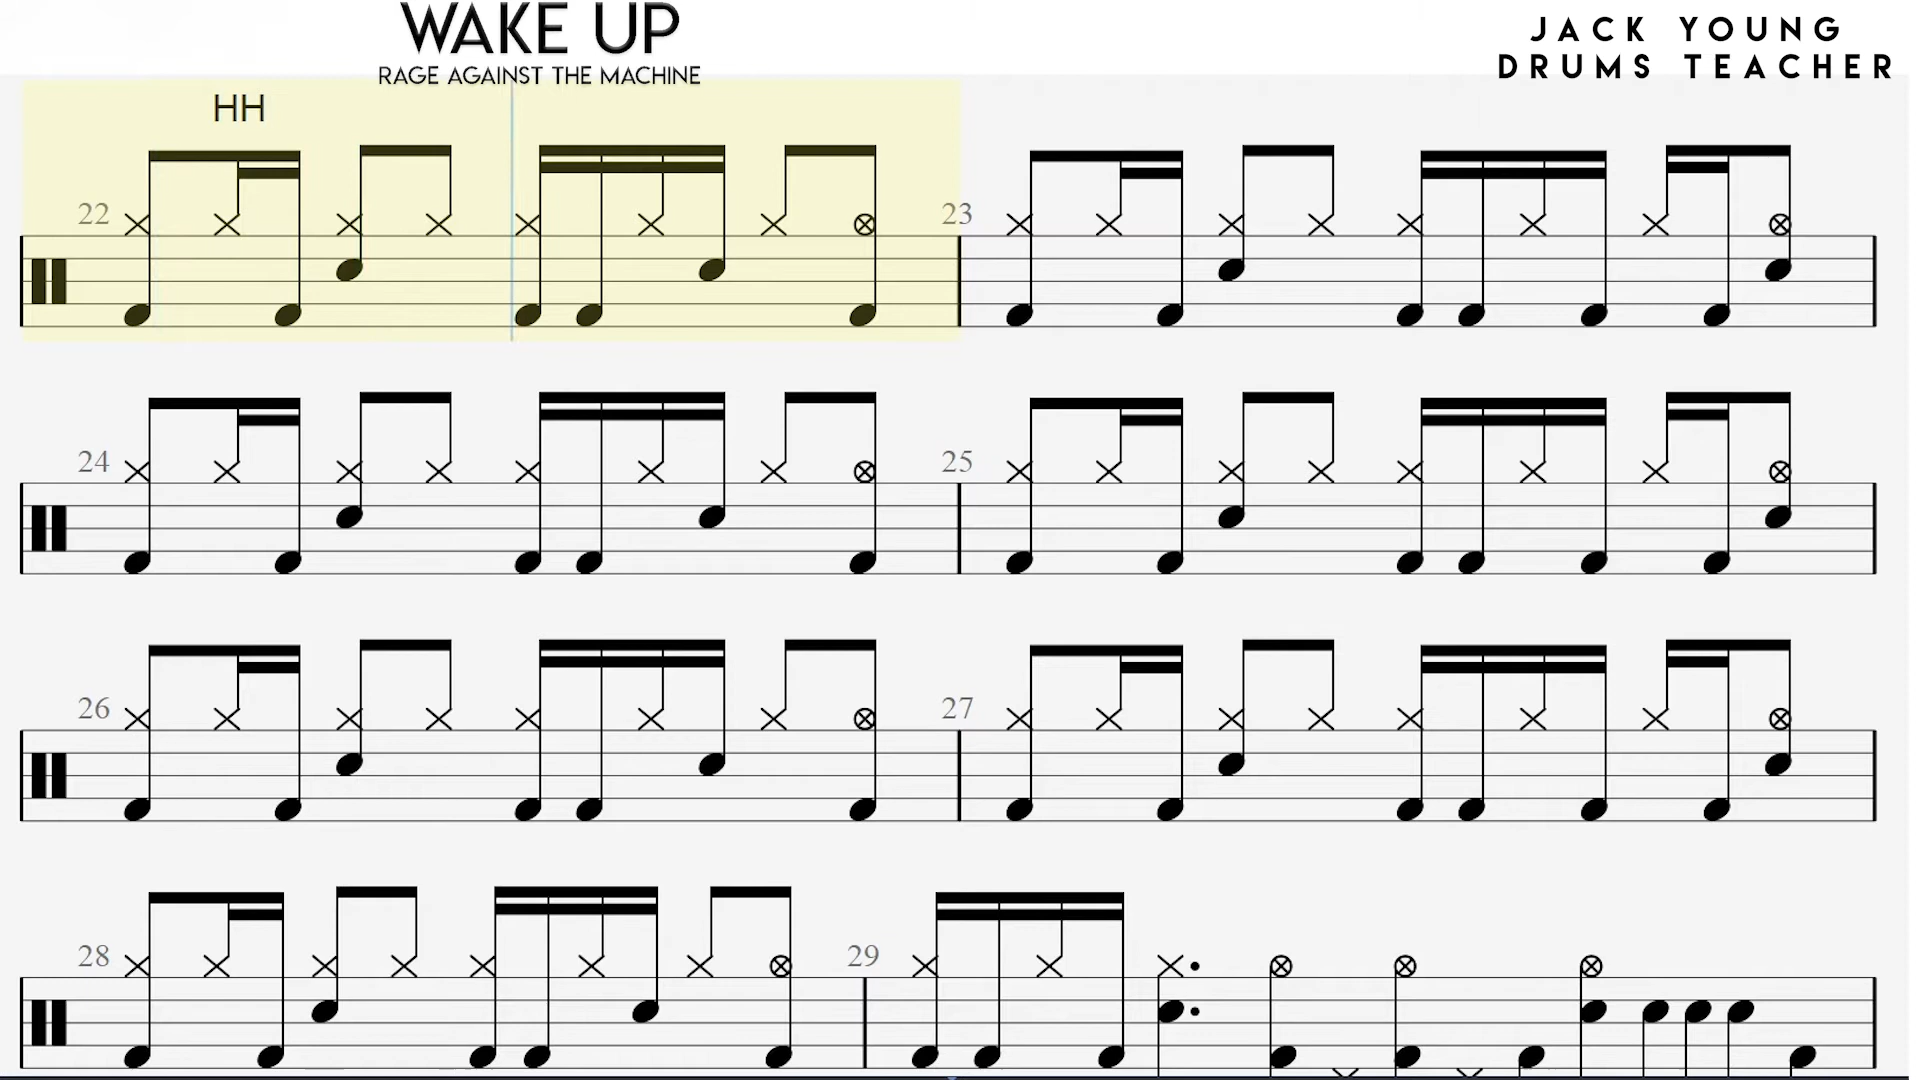 WAKE UP
RAGE AGAINST THE MACHINE
JACK YOUNG
DRUMS TEACHER
HH
22
23
24
25
26
27
28
29